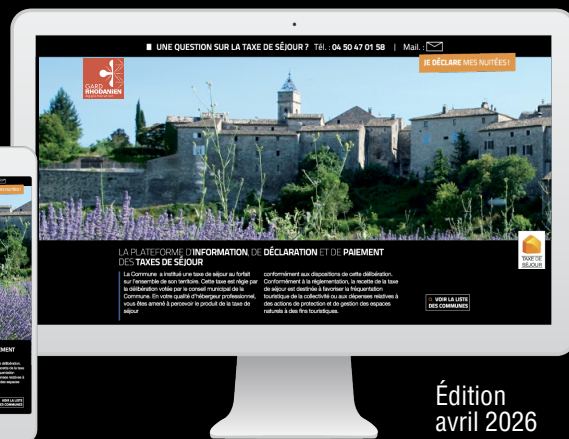 UNE QUESTION SUR LA TAXE DE SÉJOUR ? Tél. : 04 50 47 01 58 | Mail. :
JE DÉCLARE MES NUITÉES !
GARD
RHODANIEN
LA PLATEFORME D'INFORMATION, DE DÉCLARATION ET DE PAIEMENT
DES TAXES DE SÉJOUR
La Commune a institué une taxe de séjour au forfait
sur l'ensemble de son territoire. Cette taxe est régie par
la délibération votée par le conseil municipal de la
Commune. En votre qualité d'hébergeur professionnel,
vous êtes amené à percevoir le produit de la taxe de
séjour
conformément aux dispositions de cette délibération.
Conformément à la réglementation, la recette de la taxe
de séjour est destinée à favoriser la fréquentation
touristique de la collectivité ou aux dépenses relatives à
des actions de protection et de gestion des espaces
naturels à des fins touristiques.
TAXE DE
SÉJOUR
VOIR LA LISTE
DES COMMUNES
VOIR LA LISTE
DES COMMUNES
Édition
avril 2026